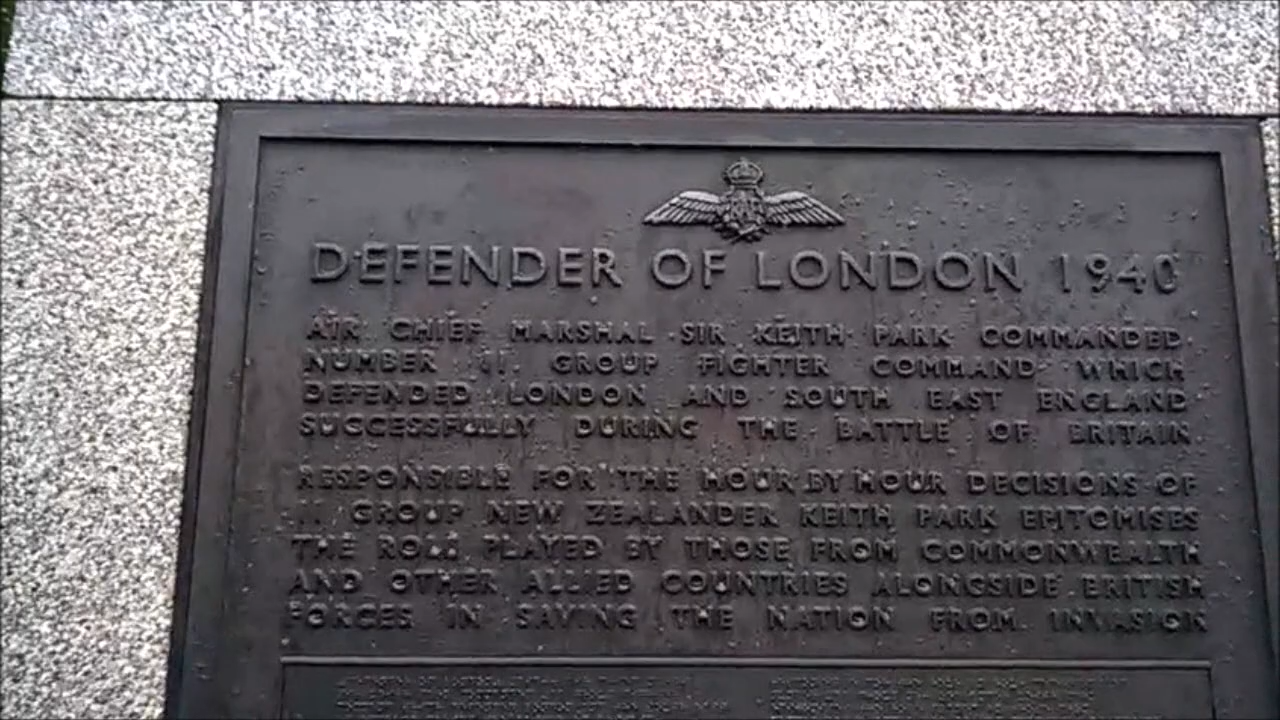 DEFENDER OF LONDON 1940
AIR CHIEF MARSHAL SIR KEITH PARK COMMANDED
NUMBER 11 GROUP FIGHTER COMMAND WHICH
DEFENDED LONDON AND SOUTH EAST ENGLAND
SUCCESSFULLY DURING THE BATTLE OF BRITAIN
RESPONSIBLE FOR THE HOUR BY HOUR DECISIONS OF
11 GROUP NEW ZEALANDER KEITH PARK EPITOMISES
THE ROLE PLAYED BY THOSE FROM COMMONWEALTH
AND OTHER ALLIED COUNTRIES ALONGSIDE BRITISH
FORCES IN SAVING THE NATION FROM INVASION